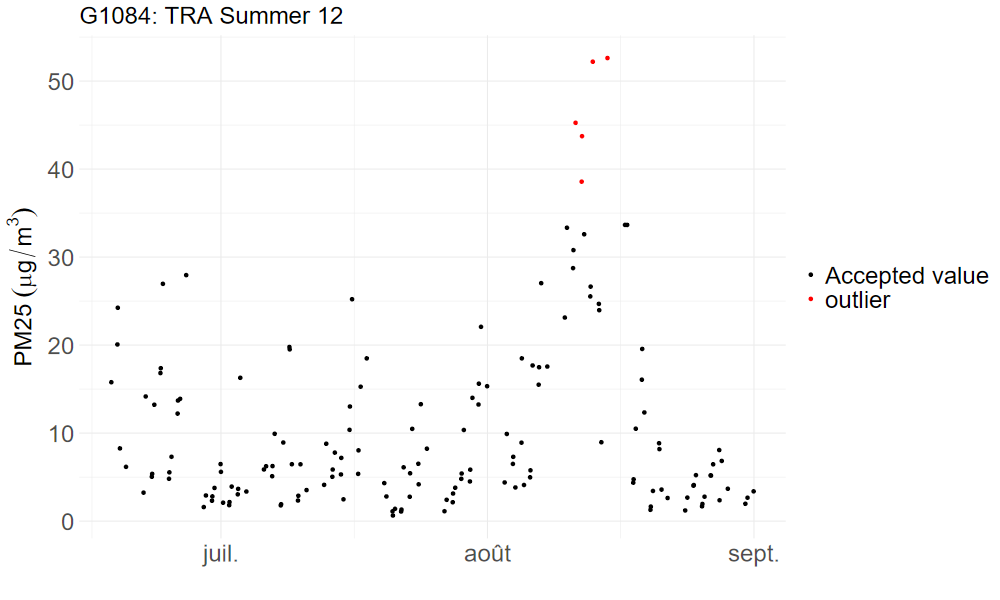 G1084: TRA Summer 12
PM25 (μg/m³)
50
40
30
20
10
0
juil.
août
sept.
Accepted value
outlier